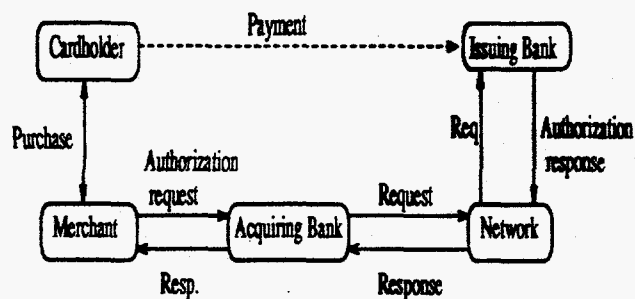 Payment
Cardholder
Issuing Bank
Purchase
Req
Authorization
response
Authorization
request
Request
Merchant
Acquiring Bank
Network
Resp.
Response